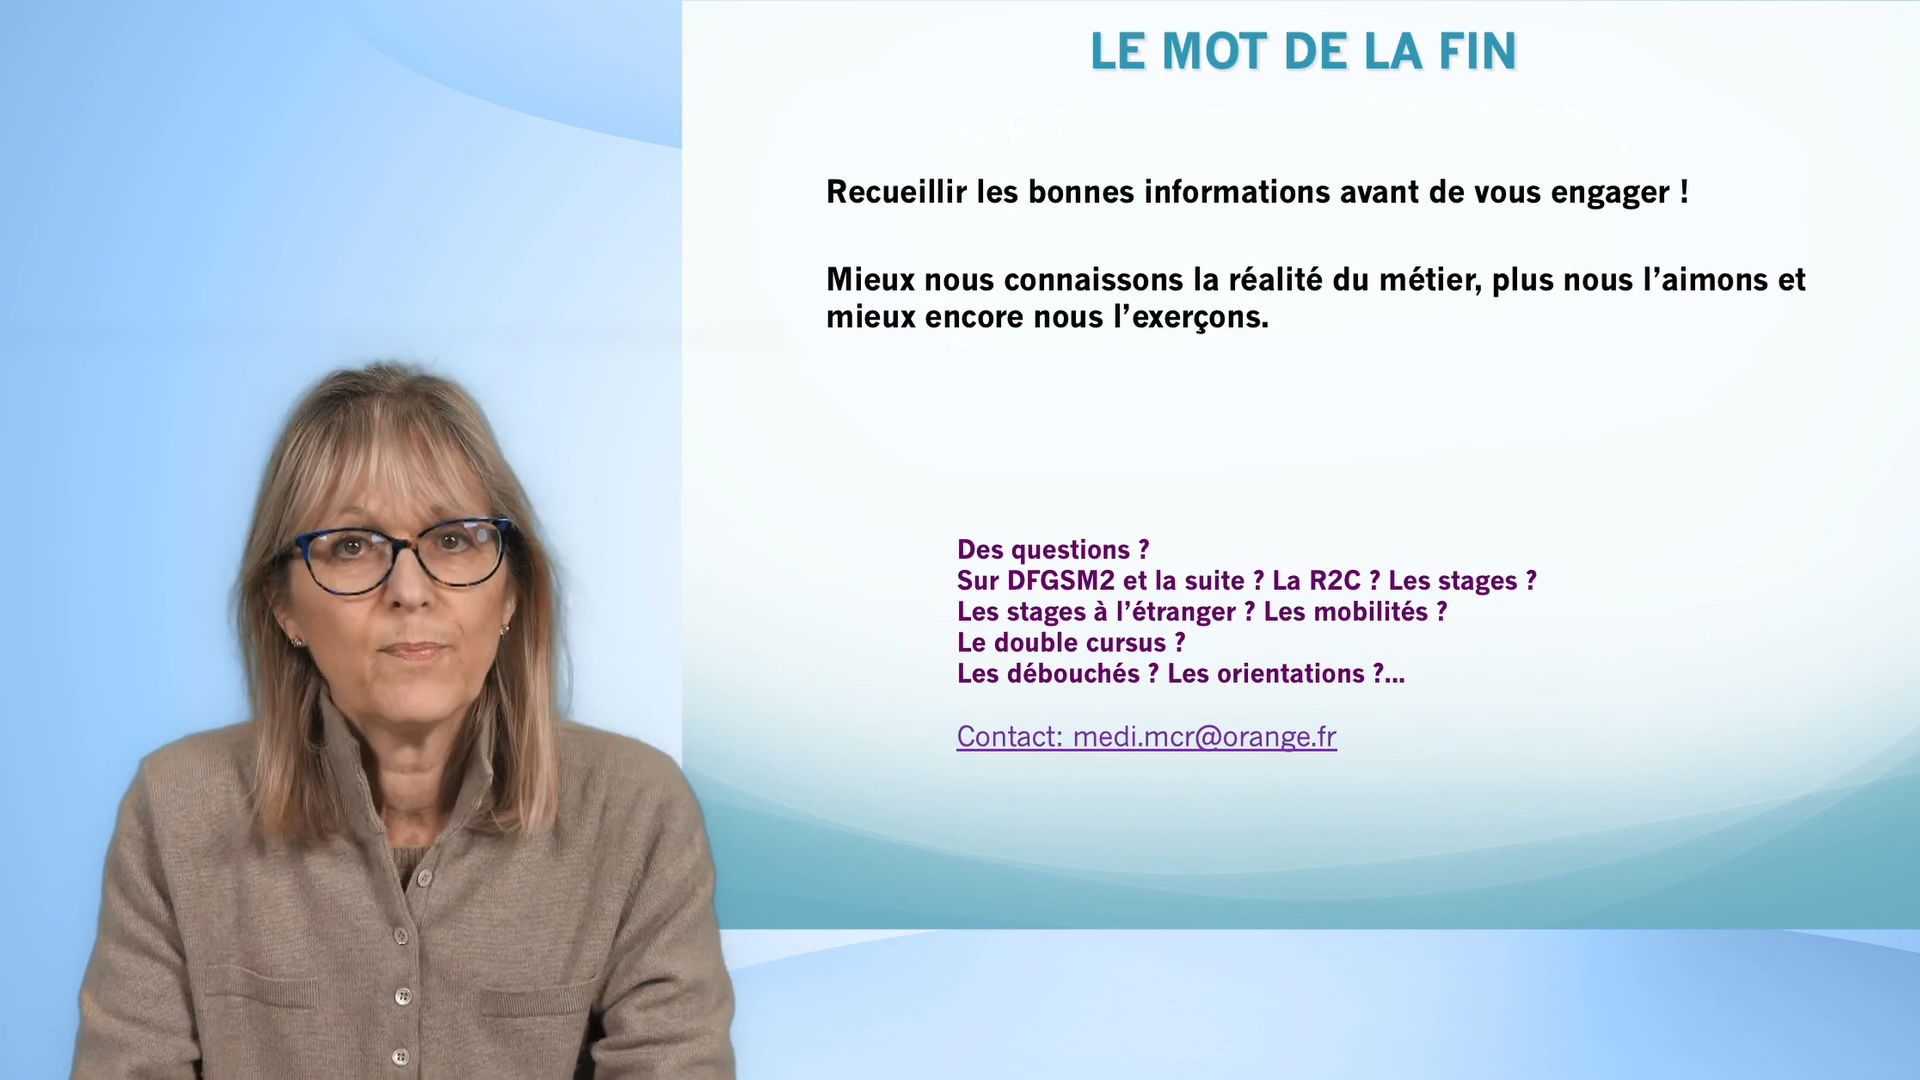 LE MOT DE LA FIN
Recueillir les bonnes informations avant de vous engager !
Mieux nous connaissons la réalité du métier, plus nous l’aimons et
mieux encore nous l’exerçons.
Des questions ?
Sur DFGSM2 et la suite ? La R2C ? Les stages ?
Les stages à l’étranger ? Les mobilités ?
Le double cursus ?
Les débouchés ? Les orientations ?...
Contact: medi.mcr@orange.fr